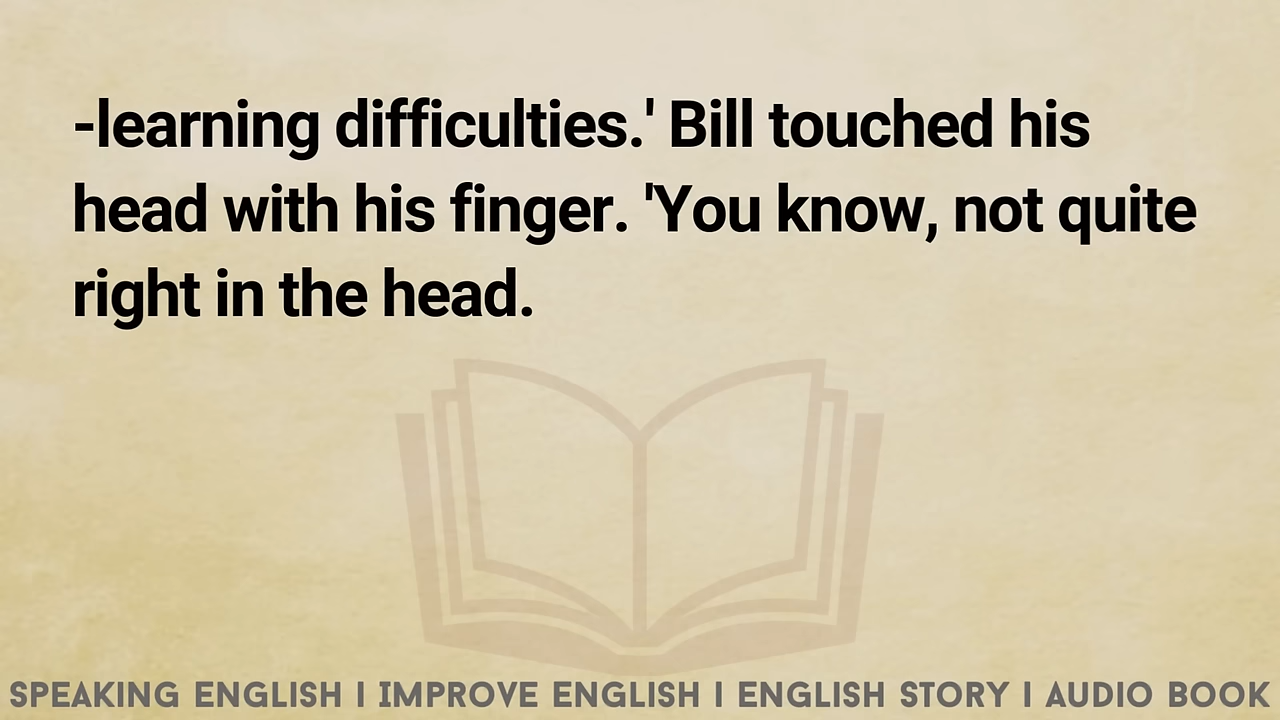 -learning difficulties.' Bill touched his
head with his finger. 'You know, not quite
right in the head.
SPEAKING ENGLISH | IMPROVE ENGLISH | ENGLISH STORY | AUDIO BOOK